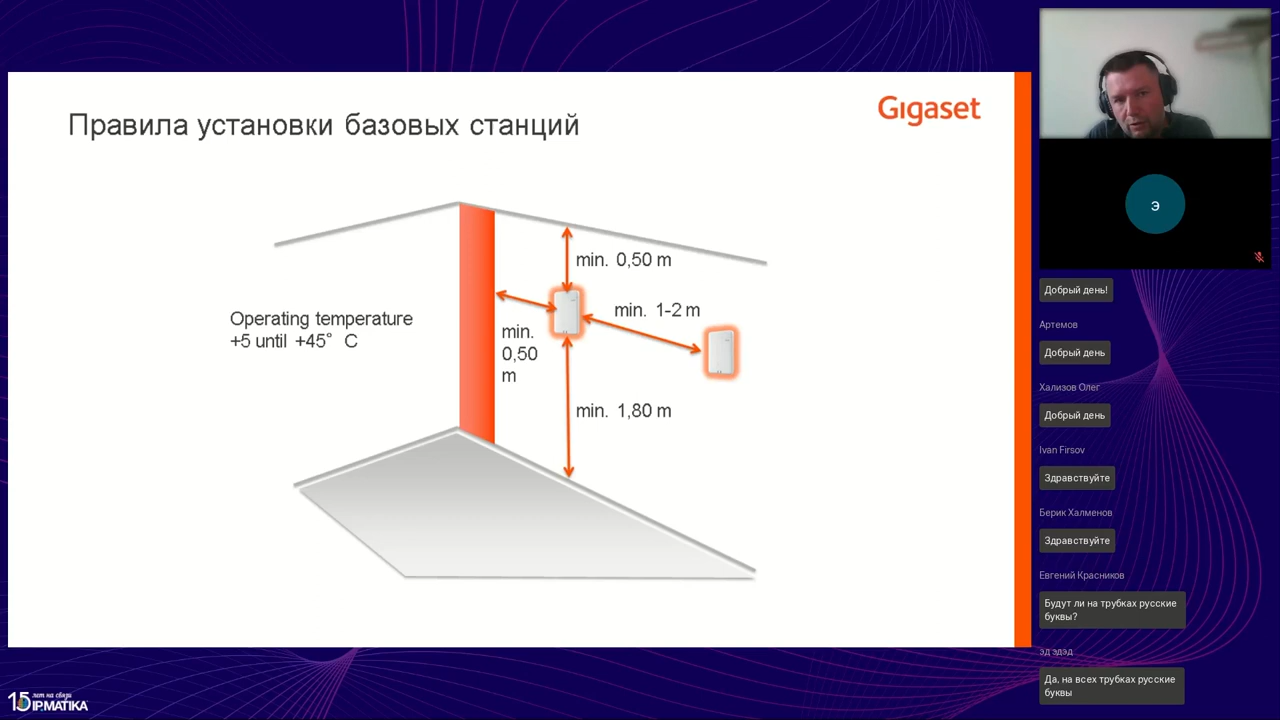 Правила установки базовых станций
Gigaset
min. 0,50 m
min. 1-2 m
Operating temperature
+5 until +45° C
min.
0,50
m
min. 1,80 m
Э
Добрый день!
Артемов
Добрый день
Хализов Олег
Добрый день
Ivan Firsov
Здравствуйте
Берик Халменов
Здравствуйте
Евгений Красников
Будут ли на трубках русские
буквы?
эд эдэд
Да, на всех трубках русские
буквы
15 лет на связи
IPMATIKA